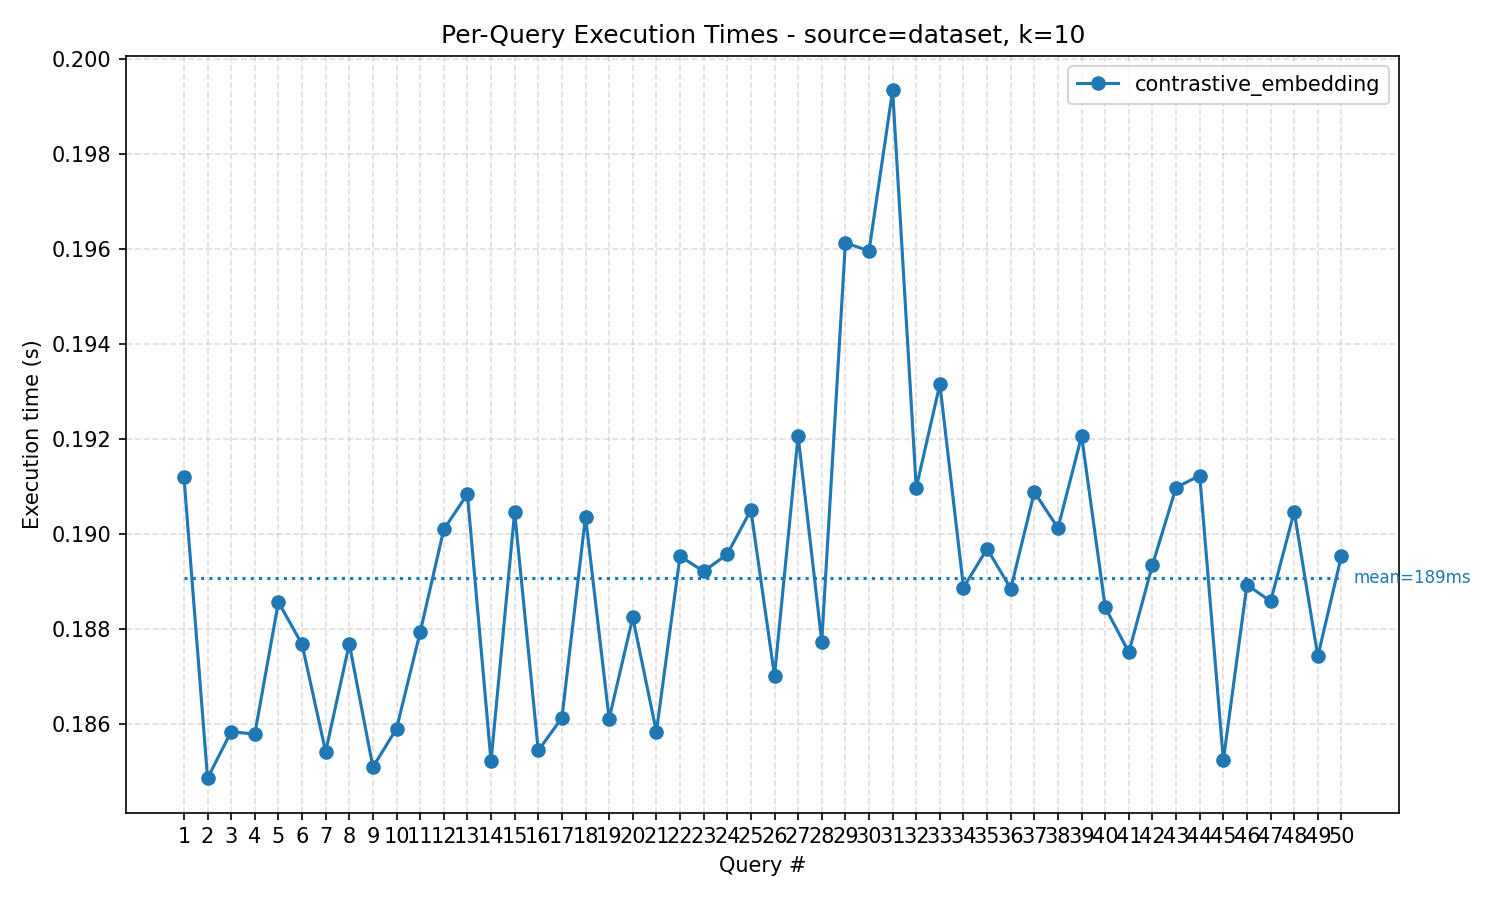 Per-Query Execution Times - source=dataset, k=10
contrastive_embedding
0.200
0.198
0.196
0.194
0.192
0.190
0.188
0.186
Execution time (s)
mean=189ms
1 2 3 4 5 6 7 8 9 10 11 12 13 14 15 16 17 18 19 20 21 22 23 24 25 26 27 28 29 30 31 32 33 34 35 36 37 38 39 40 41 42 43 44 45 46 47 48 49 50
Query #